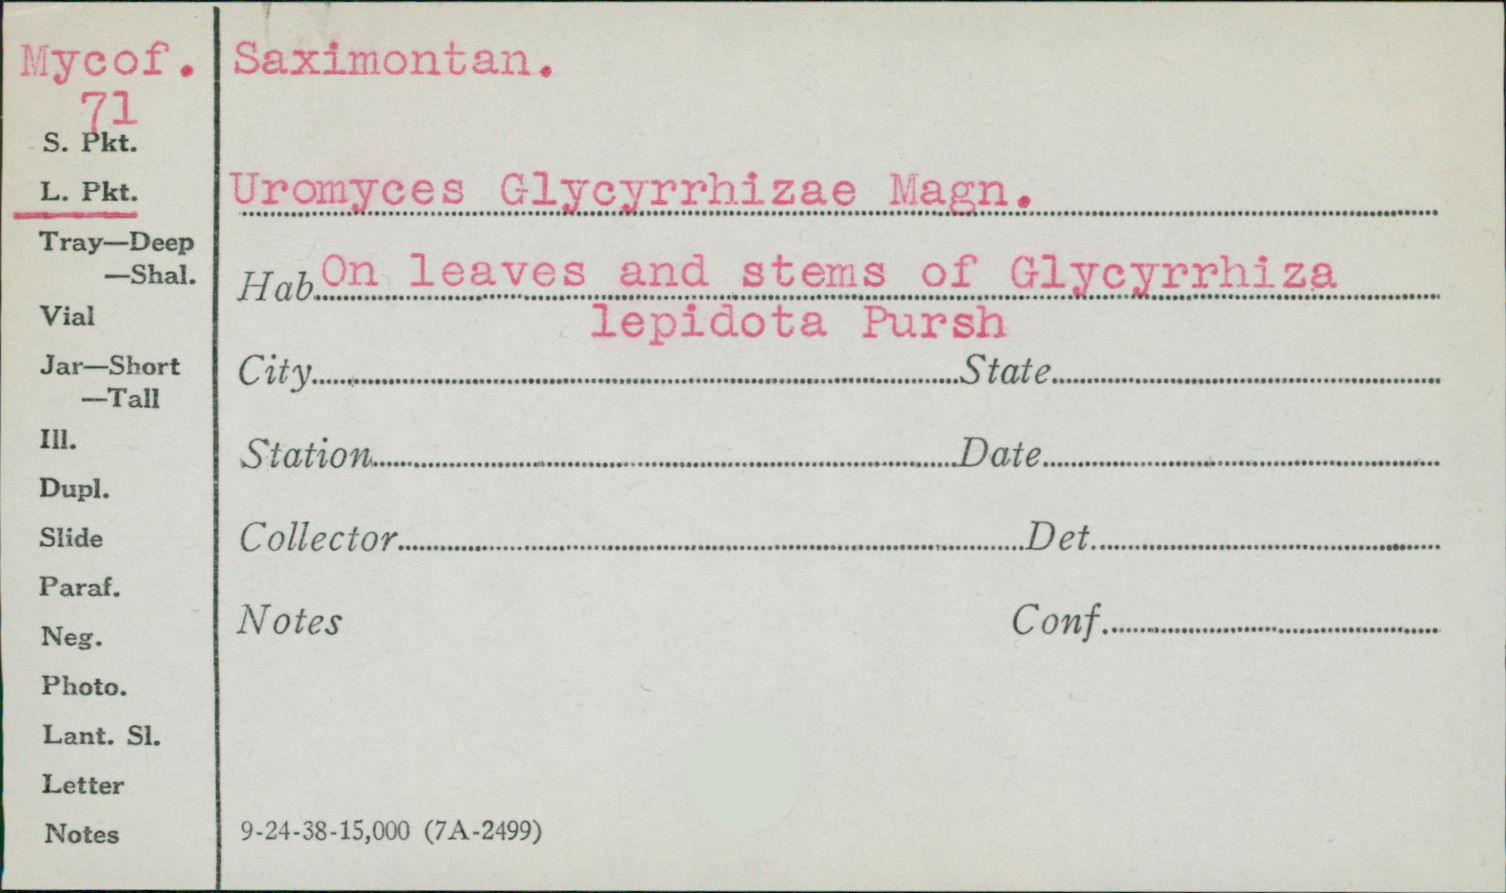 Mycof. Saximontan.
71
S. Pkt.
L. Pkt.
Uromyces Glycyrrhizae Magn.
Tray—Deep
—Shal.
Hab. On leaves and stems of Glycyrrhiza
lepidota Pursh
Vial
Jar—Short
—Tall
City State
Ill.
Station Date
Dupl.
Slide
Collector Det.
Paraf.
Neg.
Notes Conf.
Photo.
Lant. Sl.
Letter
Notes
9-24-38-15,000 (7A-2499)